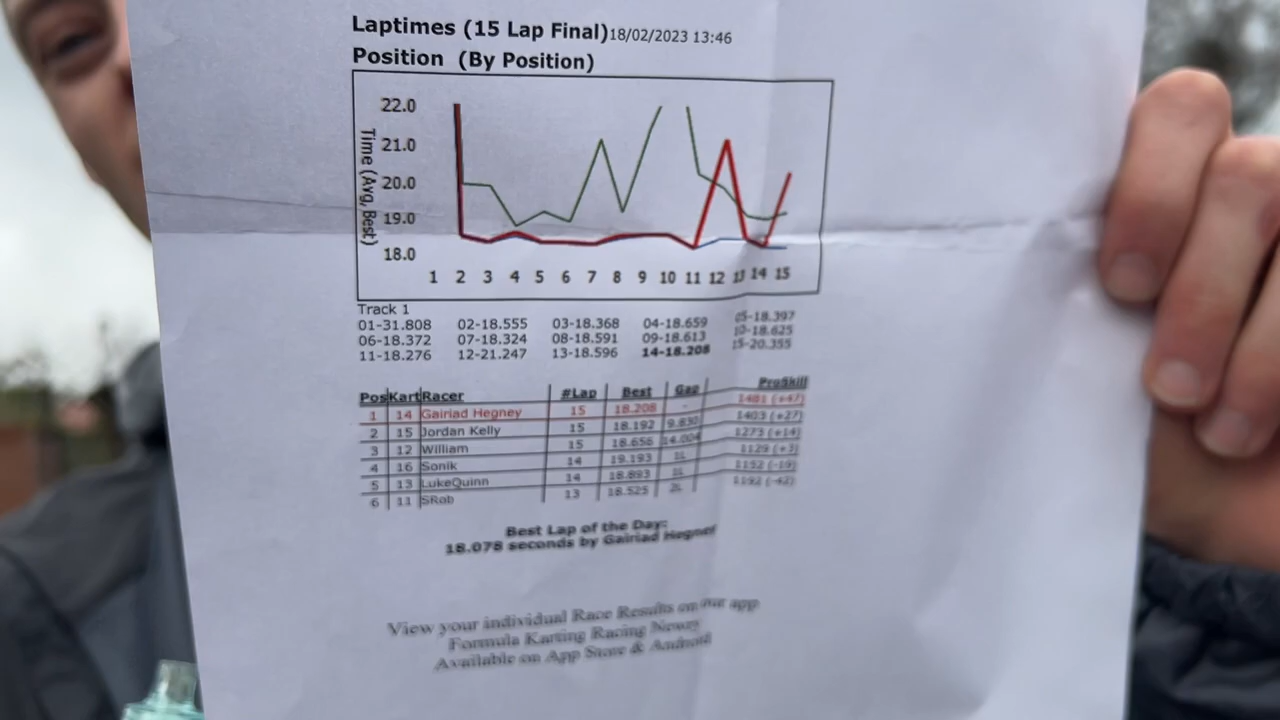 Laptimes (15 Lap Final)18/02/2023 13:46
Position (By Position)
22.0
21.0
20.0
19.0
18.0
Time (Avg, Best)
1 2 3 4 5 6 7 8 9 10 11 12 13 14 15
Track 1
01-31.808 02-18.555 03-18.368 04-18.659 05-18.397
06-18.372 07-18.324 08-18.591 09-18.613 10-18.625
11-18.276 12-21.247 13-18.596 14-18.208 15-20.355
Pos Kart Racer #Lap Best Gap ProSkill
1 14 Gairiad Hegney 15 18.208 - 1481 (+47)
2 15 Jordan Kelly 15 18.192 9.830 1403 (+27)
3 12 William 15 18.656 14.004 1273 (+14)
4 16 Sonik 14 19.193 1L 1129 (+3)
5 13 LukeQuinn 14 18.893 1L 1152 (-19)
6 11 SRob 13 18.525 2L 1192 (-42)
Best Lap of the Day:
18.078 seconds by Gairiad Hegney
View your individual Race Results on our app
Formula Karting Racing Newry
Available on App Store & Android